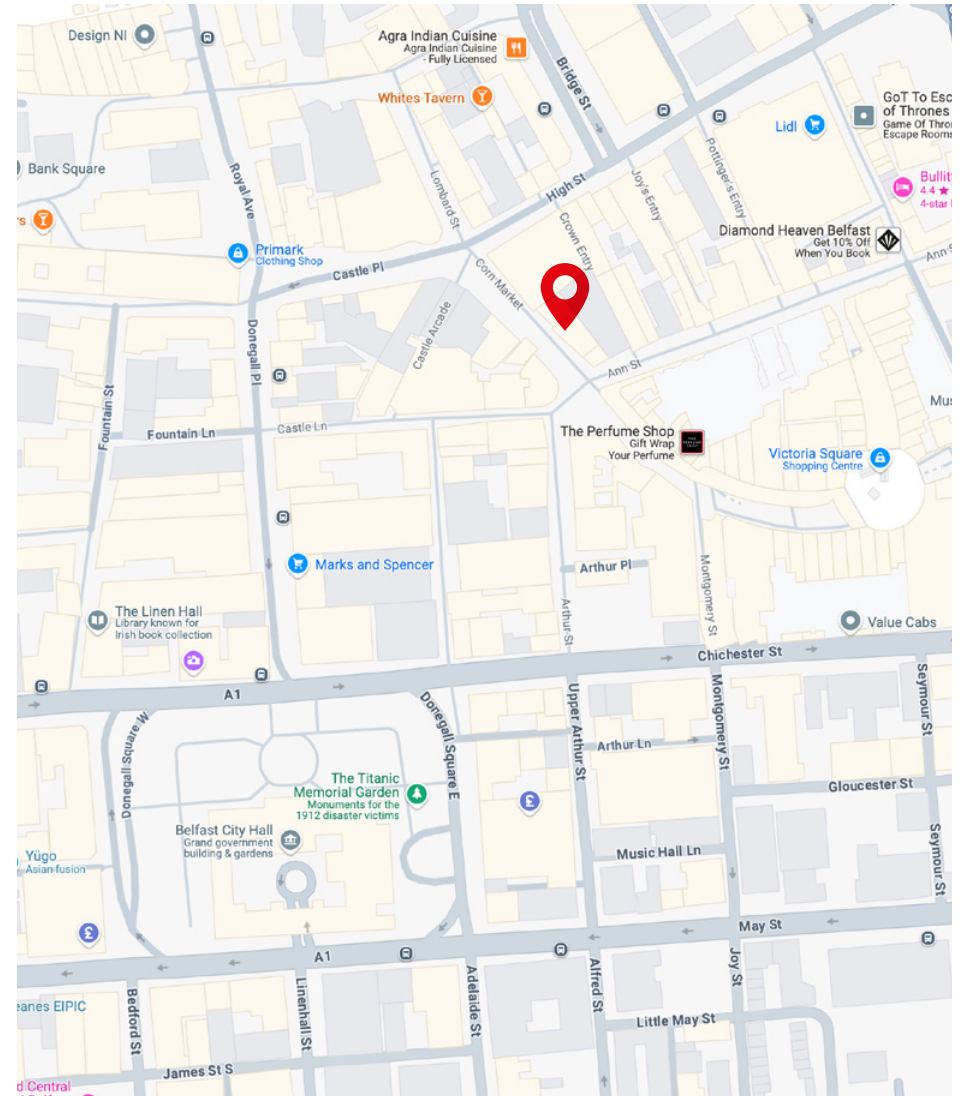 Design NI
Agra Indian Cuisine
Agra Indian Cuisine
- Fully Licensed
Bridge St
Whites Tavern
GoT To Esc
of Thrones
Game Of Thro
Escape Rooms
Lidl
Bank Square
Royal Ave
Lombard St
High St
Joy's Entry
Pottinger's Entry
Bullit
4.4 ★
4-star
Crown Entry
Diamond Heaven Belfast
Get 10% Off
When You Book
Ann St
Primark
Clothing Shop
Castle Pl
Corn Market
Castle Arcade
Donegall Pl
Ann St
Fountain St
Fountain Ln
Castle Ln
Mus
The Perfume Shop
Gift Wrap
Your Perfume
Victoria Square
Shopping Centre
Marks and Spencer
Arthur Pl
Montgomery St
Arthur St
The Linen Hall
Library known for
Irish book collection
Value Cabs
Chichester St
A1
Donegall Square W
Donegall Square E
Upper Arthur St
Montgomery St
Seymour St
Arthur Ln
The Titanic
Memorial Garden
Monuments for the
1912 disaster victims
Gloucester St
£
Belfast City Hall
Grand government
building & gardens
Music Hall Ln
Seymour St
Yügo
Asian fusion
£
May St
A1
Joy St
Bedford St
Linenhall St
Adelaide St
Alfred St
eanes EIPIC
Little May St
James St S
d Central